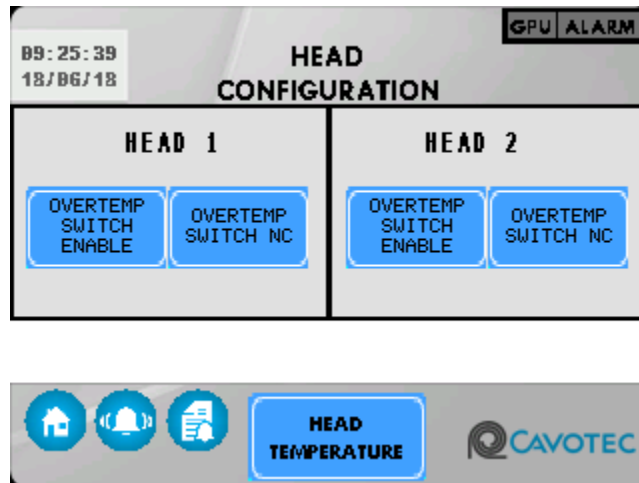 GPU ALARM
09:25:39
18/06/18
HEAD
CONFIGURATION
HEAD 1
HEAD 2
OVERTEMP
SWITCH
ENABLE
OVERTEMP
SWITCH NC
OVERTEMP
SWITCH
ENABLE
OVERTEMP
SWITCH NC
HEAD
TEMPERATURE
CAVOTEC